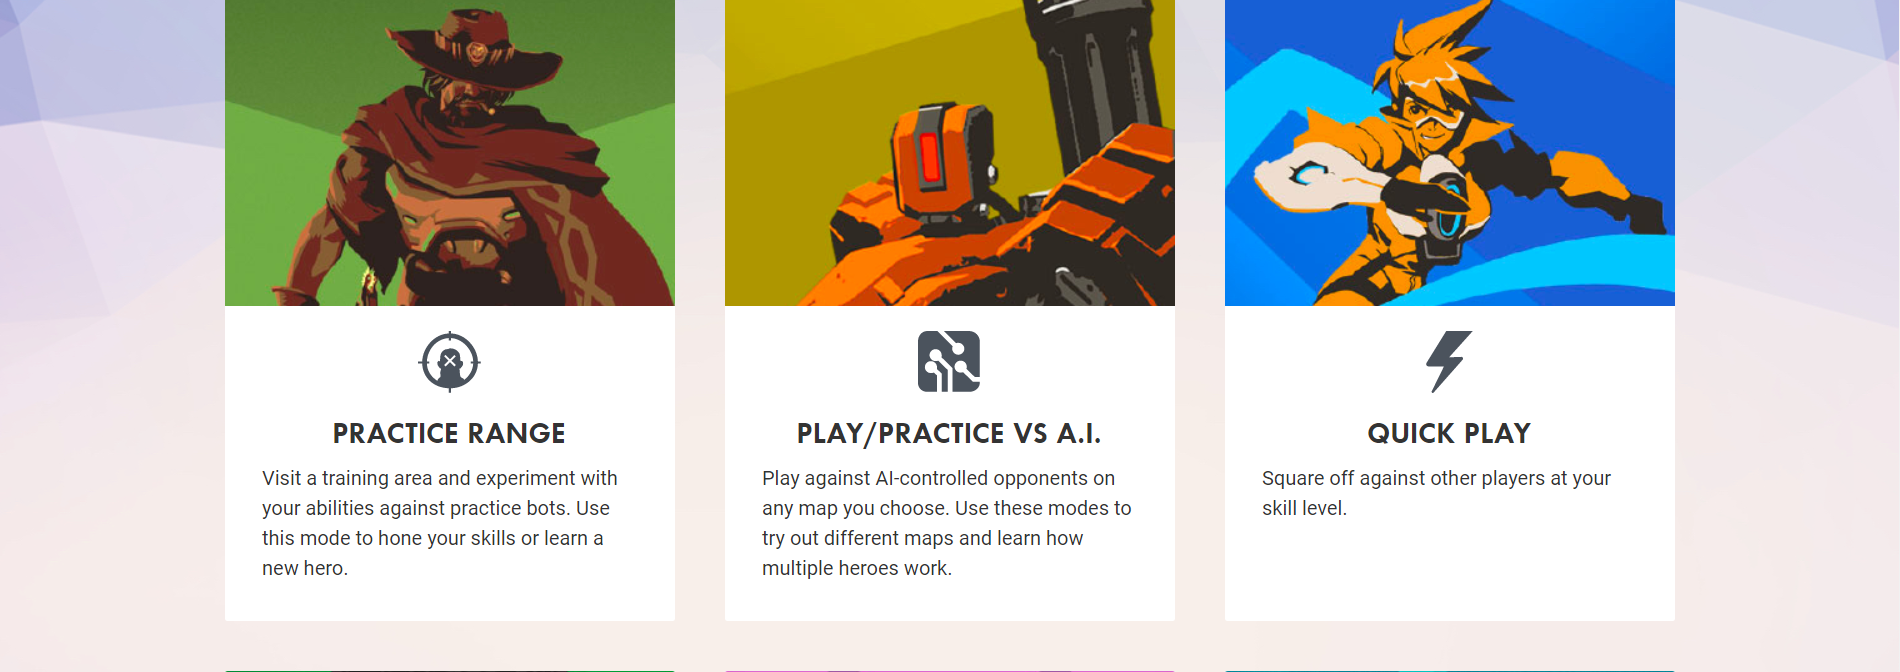 PRACTICE RANGE
Visit a training area and experiment with
your abilities against practice bots. Use
this mode to hone your skills or learn a
new hero.
PLAY/PRACTICE VS A.I.
Play against AI-controlled opponents on
any map you choose. Use these modes to
try out different maps and learn how
multiple heroes work.
QUICK PLAY
Square off against other players at your
skill level.